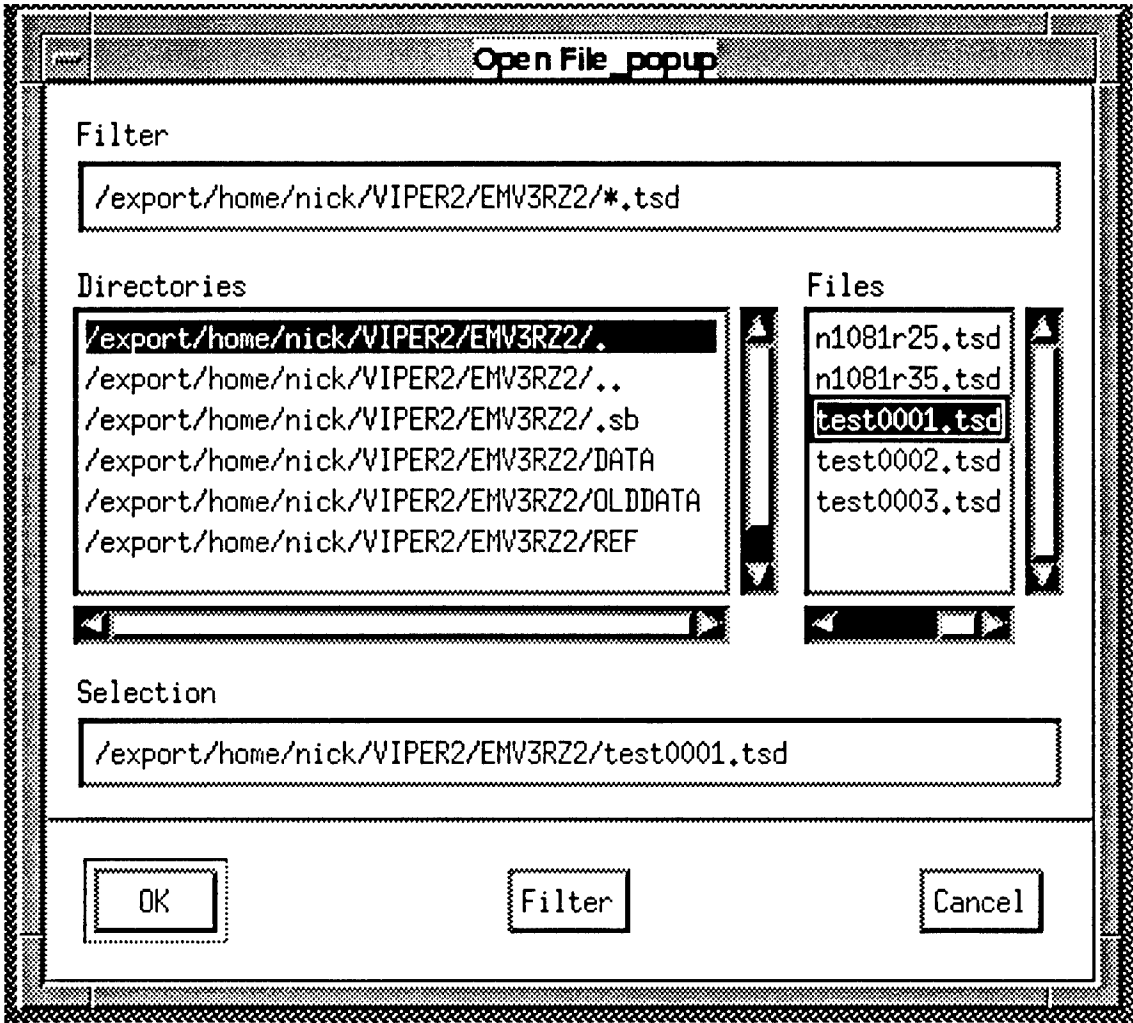 Open File_popup
Filter
/export/home/nick/VIPER2/EMV3RZ2/*.tsd
Directories
/export/home/nick/VIPER2/EMV3RZ2/.
/export/home/nick/VIPER2/EMV3RZ2/..
/export/home/nick/VIPER2/EMV3RZ2/.sb
/export/home/nick/VIPER2/EMV3RZ2/DATA
/export/home/nick/VIPER2/EMV3RZ2/OLDDATA
/export/home/nick/VIPER2/EMV3RZ2/REF
Files
n1081r25.tsd
n1081r35.tsd
test0001.tsd
test0002.tsd
test0003.tsd
Selection
/export/home/nick/VIPER2/EMV3RZ2/test0001.tsd
OK
Filter
Cancel